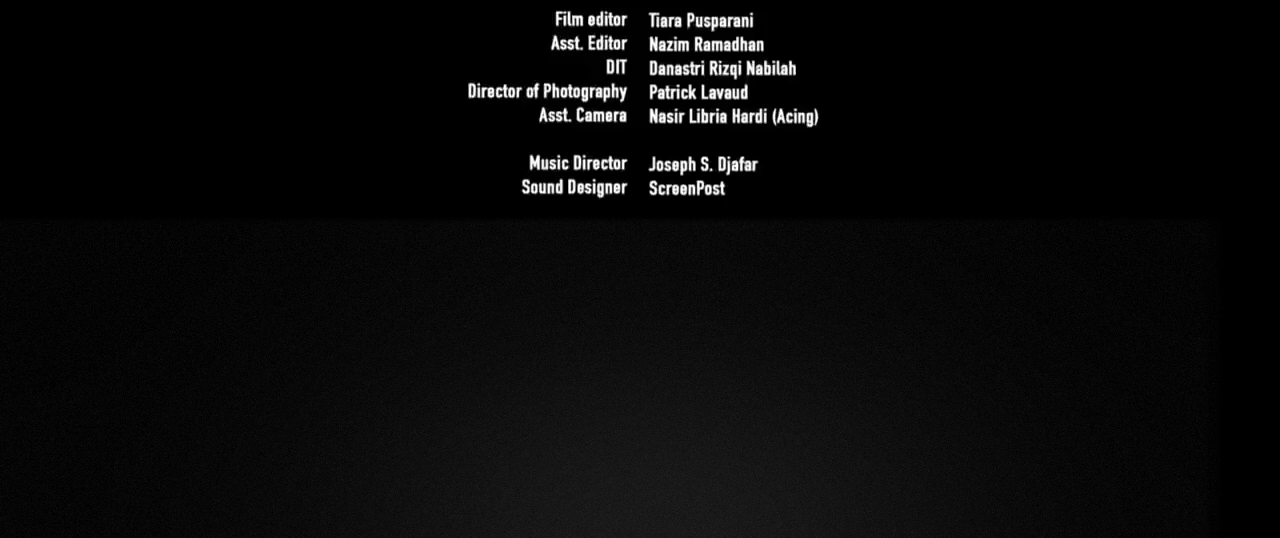 Film editor Tiara Pusparani
Asst. Editor Nazim Ramadhan
DIT Danastri Rizqi Nabilah
Director of Photography Patrick Lavaud
Asst. Camera Nasir Libria Hardi (Acing)
Music Director Joseph S. Djafar
Sound Designer ScreenPost